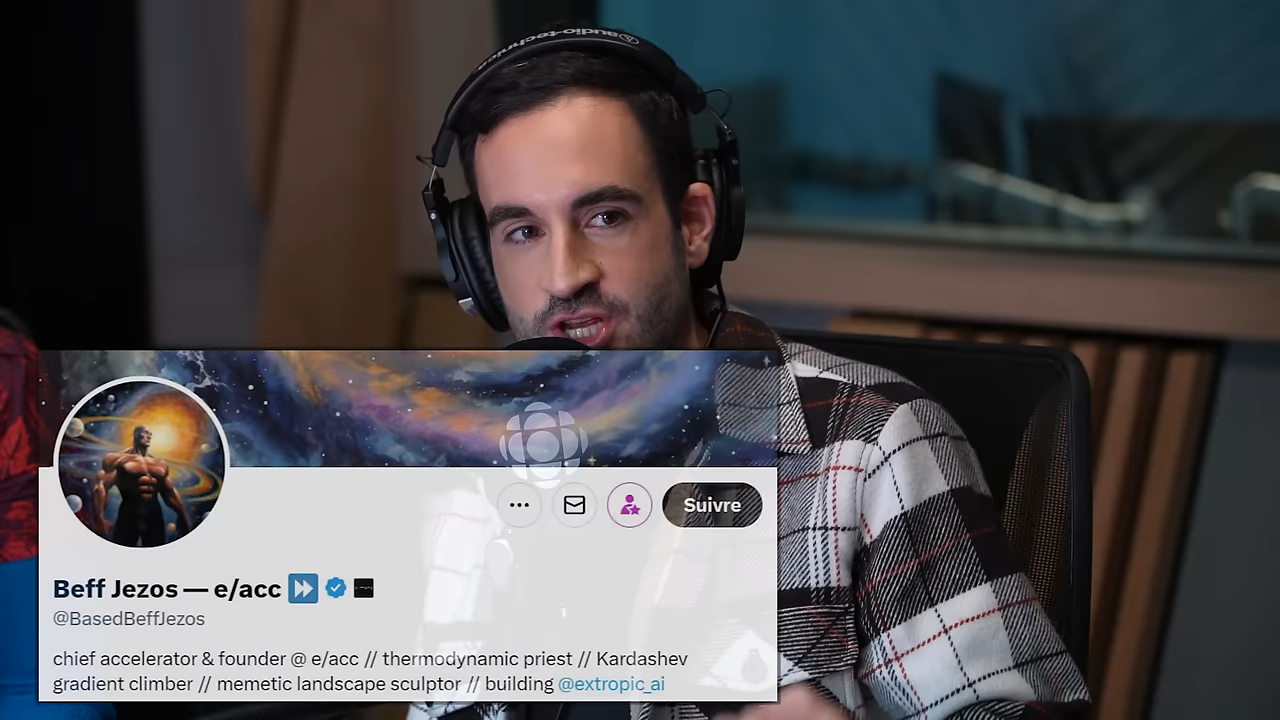 audio-technica
Suivre
Beff Jezos — e/acc ⏩
@BasedBeffJezos
chief accelerator & founder @ e/acc // thermodynamic priest // Kardashev
gradient climber // memetic landscape sculptor // building @extropic_ai